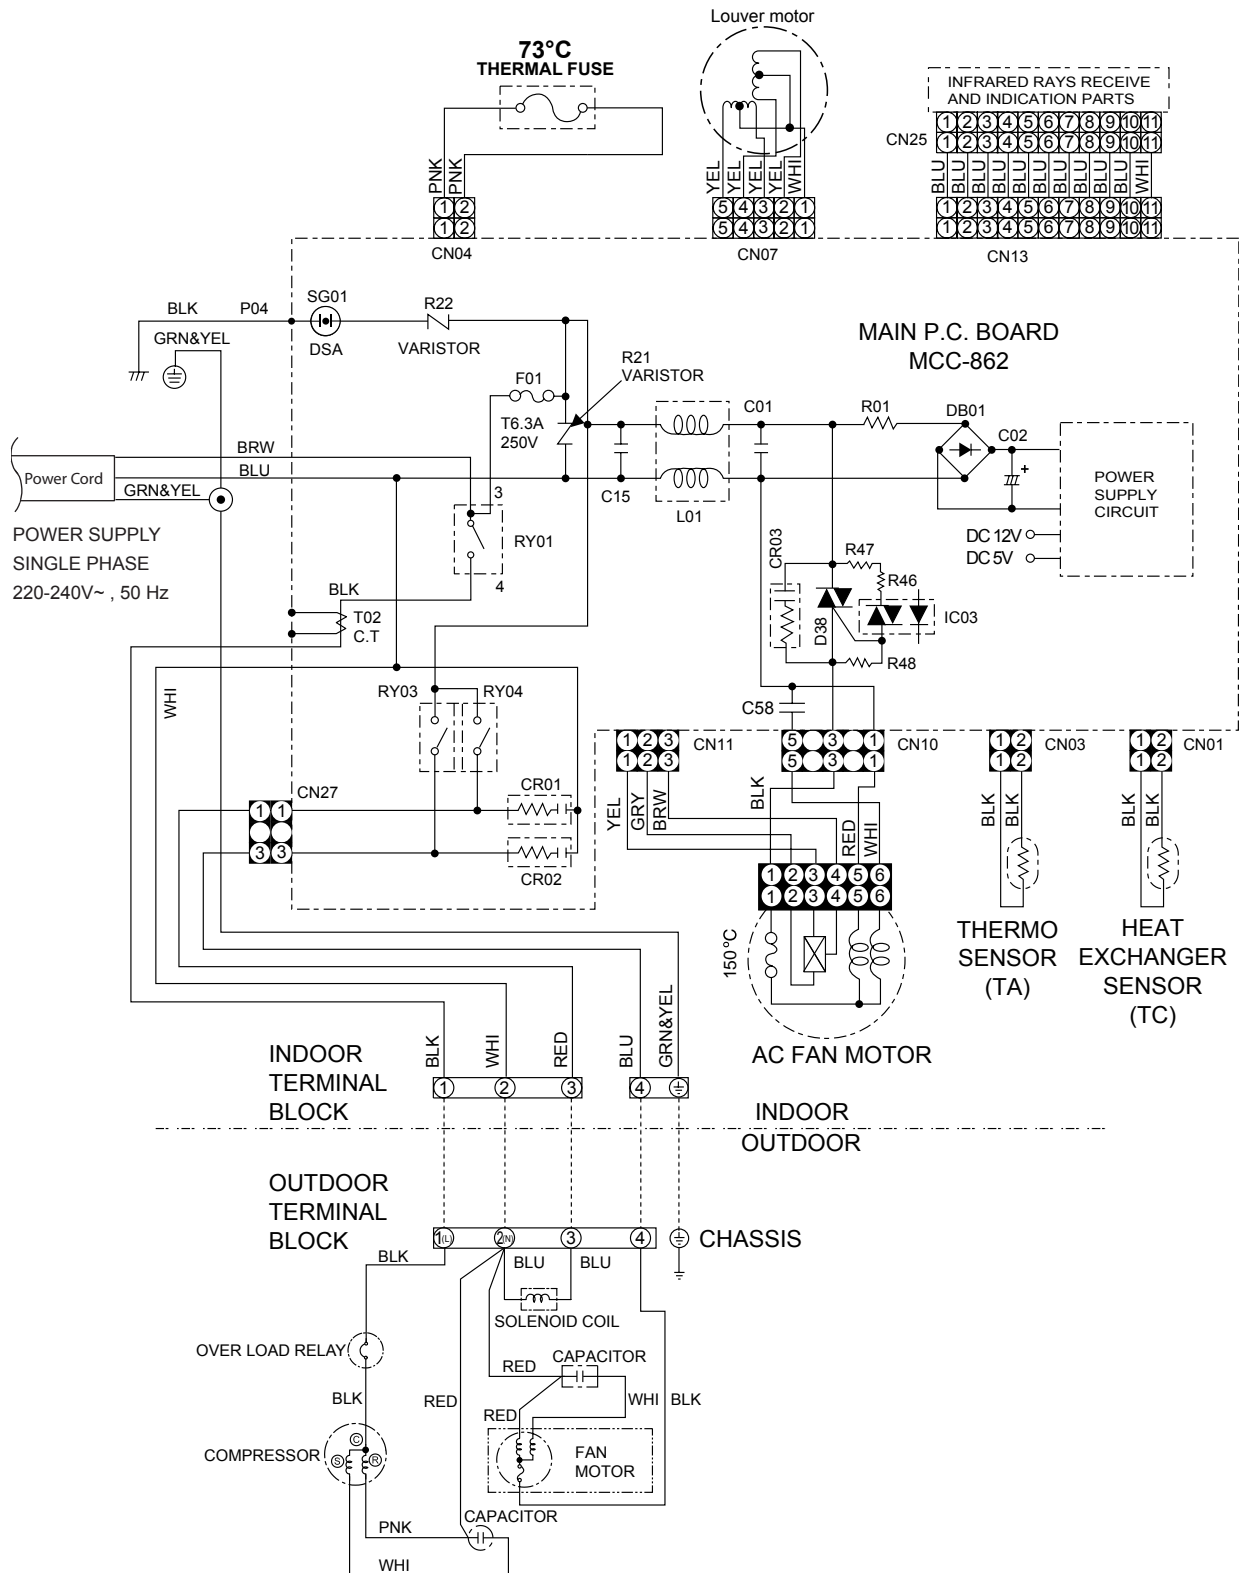 Louver motor
73°C
THERMAL FUSE
INFRARED RAYS RECEIVE
AND INDICATION PARTS
CN25
1 2 3 4 5 6 7 8 9 10 11
1 2 3 4 5 6 7 8 9 10 11
PNK PNK
YEL YEL YEL YEL WHI
BLU BLU BLU BLU BLU BLU BLU BLU BLU BLU WHI
1 2
1 2
CN04
5 4 3 2 1
5 4 3 2 1
CN07
1 2 3 4 5 6 7 8 9 10 11
1 2 3 4 5 6 7 8 9 10 11
CN13
BLK
P04
SG01
DSA
R22
VARISTOR
GRN&YEL
MAIN P.C. BOARD
MCC-862
R21
VARISTOR
F01
T6.3A
250V
C01
R01
DB01
C02
+
C15
L01
POWER
SUPPLY
CIRCUIT
DC 12V
DC 5V
BRW
BLU
Power Cord
GRN&YEL
POWER SUPPLY
SINGLE PHASE
220-240V~ , 50 Hz
3
RY01
4
BLK
T02
C.T
CR03
R47
R46
D38
IC03
R48
WHI
RY03
RY04
C58
CN27
1 1
3 3
CR01
CR02
1 2 3
1 2 3
CN11
5 3 1
5 3 1
CN10
1 2
1 2
CN03
1 2
1 2
CN01
YEL
GRY
BRW
BLK
RED
WHI
BLK
BLK
BLK
BLK
1 2 3 4 5 6
1 2 3 4 5 6
150°C
AC FAN MOTOR
THERMO
SENSOR
(TA)
HEAT
EXCHANGER
SENSOR
(TC)
BLK
WHI
RED
BLU
GRN&YEL
INDOOR
TERMINAL
BLOCK
1 2 3 4
INDOOR
OUTDOOR
OUTDOOR
TERMINAL
BLOCK
1(L) 2(N) 3 4
CHASSIS
BLK
BLU
BLU
SOLENOID COIL
OVER LOAD RELAY
CAPACITOR
RED
BLK
RED
WHI
BLK
RED
COMPRESSOR
C
S
R
FAN
MOTOR
CAPACITOR
PNK
WHI